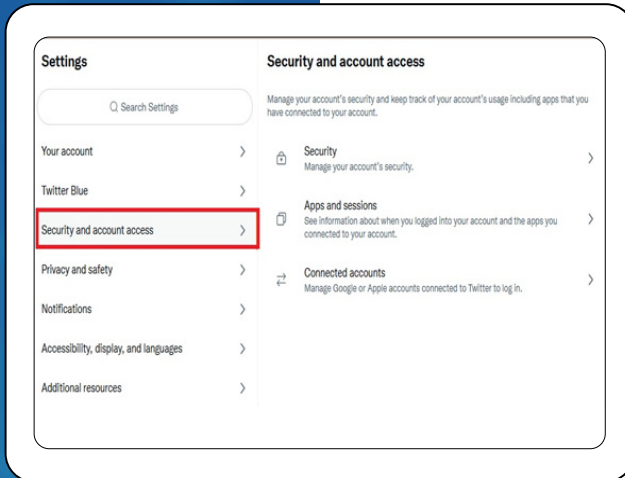 Settings
Search Settings
Your account
Twitter Blue
Security and account access
Privacy and safety
Notifications
Accessibility, display, and languages
Additional resources
Security and account access
Manage your account's security and keep track of your account's usage including apps that you
have connected to your account.
Security
Manage your account's security.
Apps and sessions
See information about when you logged into your account and the apps you
connected to your account.
Connected accounts
Manage Google or Apple accounts connected to Twitter to log in.